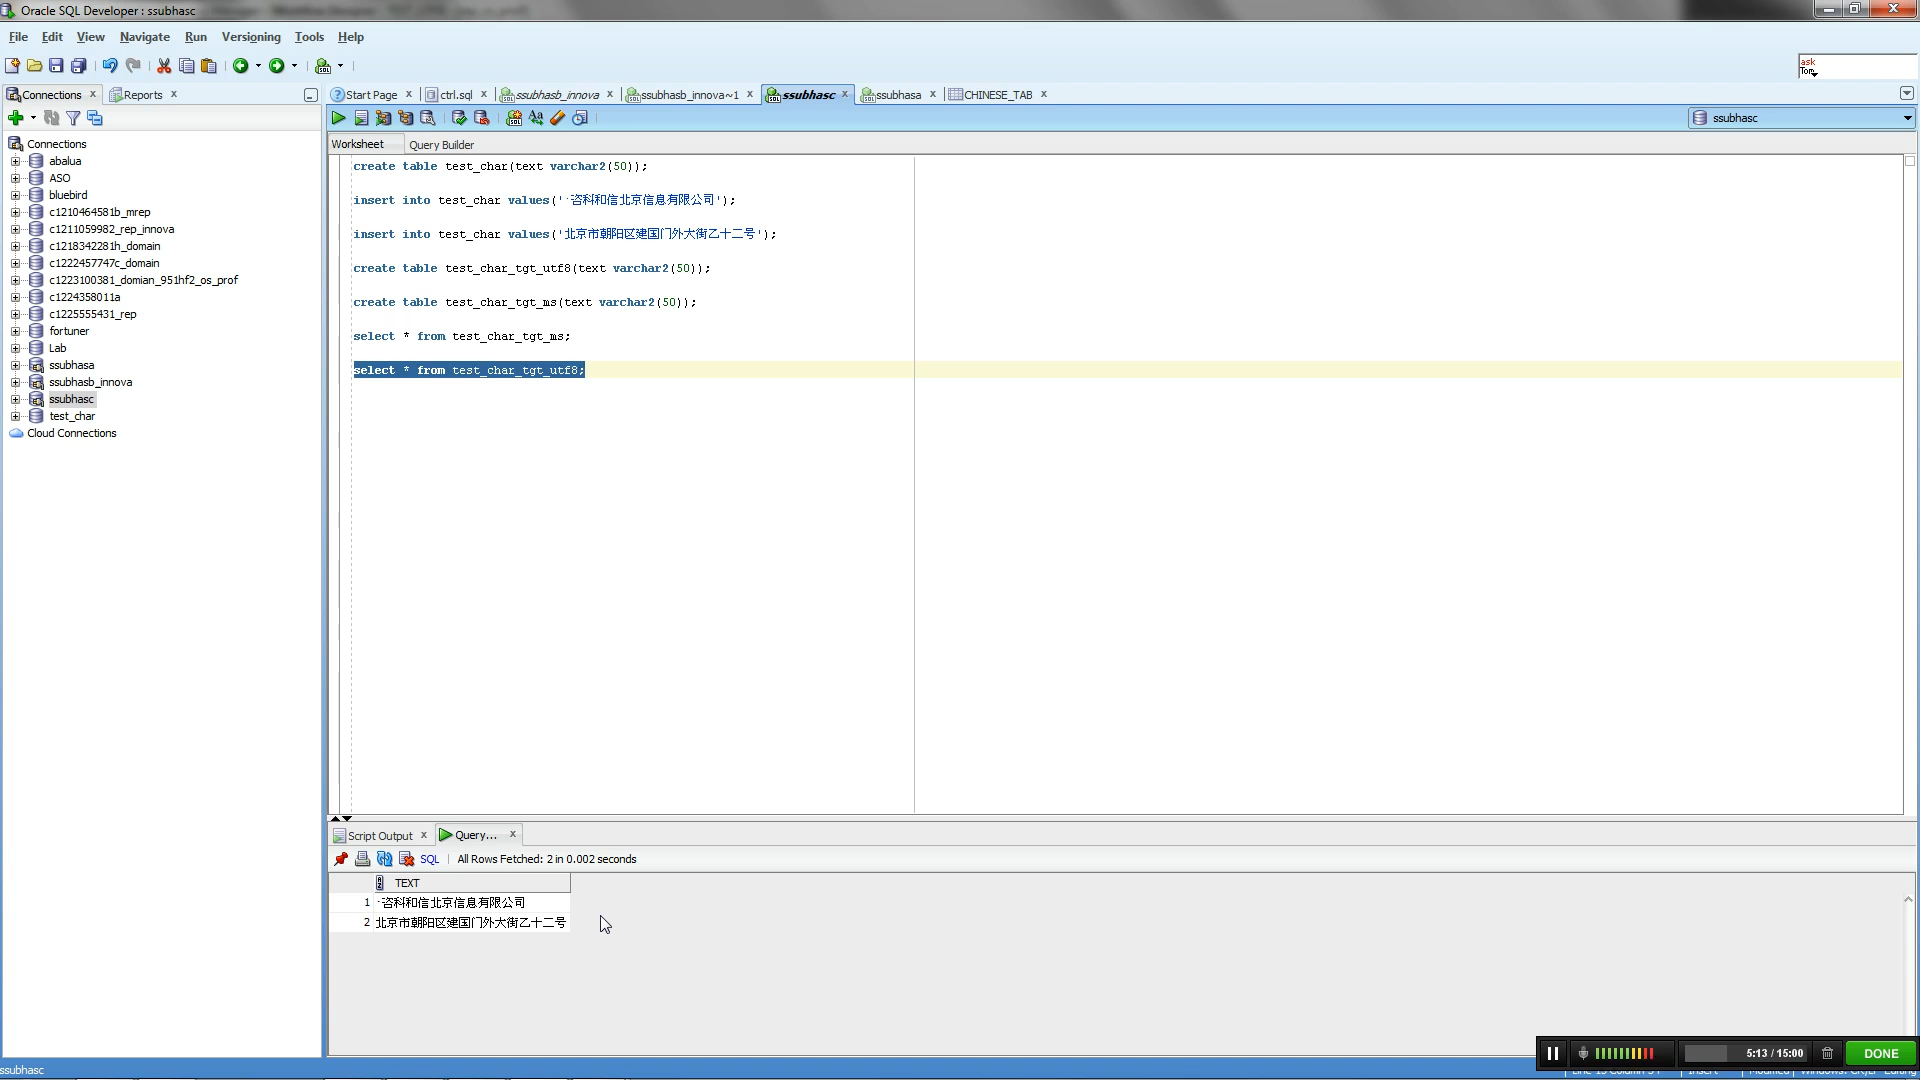 Oracle SQL Developer : ssubhasc
File Edit View Navigate Run Versioning Tools Help
ask
Tom
Connections Reports
Start Page ctrl.sql ssubhasb_innova ssubhasb_innova~1 ssubhasc ssubhasa CHINESE_TAB
ssubhasc
Worksheet Query Builder
Connections
abalua
ASO
bluebird
c1210464581b_mrep
c1211059982_rep_innova
c1218342281h_domain
c1222457747c_domain
c1223100381_domian_951hf2_os_prof
c1224358011a
c1225555431_rep
fortuner
Lab
ssubhasa
ssubhasb_innova
ssubhasc
test_char
Cloud Connections
create table test_char(text varchar2(50));
insert into test_char values('·咨科和信北京信息有限公司');
insert into test_char values('北京市朝阳区建国门外大街乙十二号');
create table test_char_tgt_utf8(text varchar2(50));
create table test_char_tgt_ms(text varchar2(50));
select * from test_char_tgt_ms;
select * from test_char_tgt_utf8;
Script Output Query...
SQL All Rows Fetched: 2 in 0.002 seconds
TEXT
1 ·咨科和信北京信息有限公司
2 北京市朝阳区建国门外大街乙十二号
5:13 / 15:00 DONE
ssubhasc